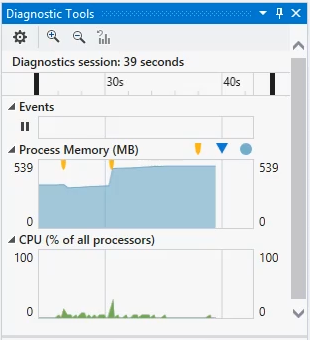 Diagnostic Tools
Diagnostics session: 39 seconds
30s 40s
Events
Process Memory (MB)
539 539
0 0
CPU (% of all processors)
100 100
0 0